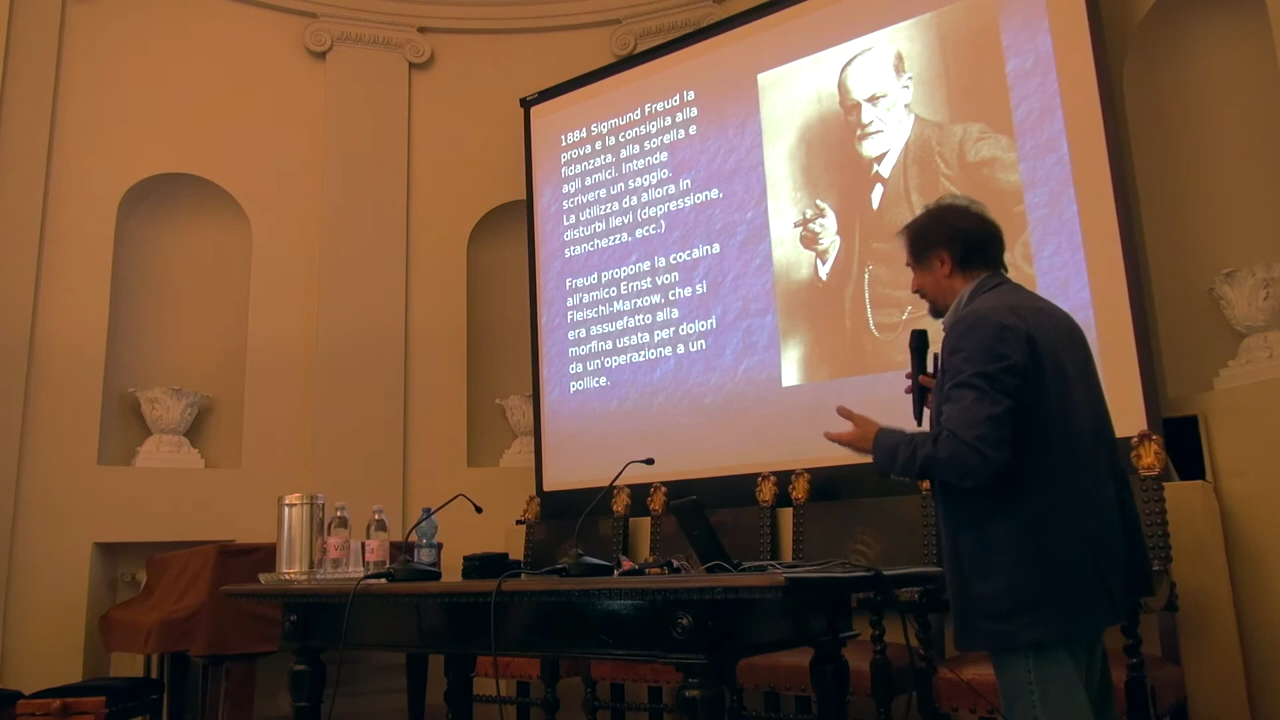 1884 Sigmund Freud la
prova e la consiglia alla
fidanzata, alla sorella e
agli amici. Intende
scrivere un saggio.
La utilizza da allora in
disturbi lievi (depressione,
stanchezza, ecc.)
Freud propone la cocaina
all'amico Ernst von
Fleischl-Marxow, che si
era assuefatto alla
morfina usata per dolori
da un'operazione a un
pollice.